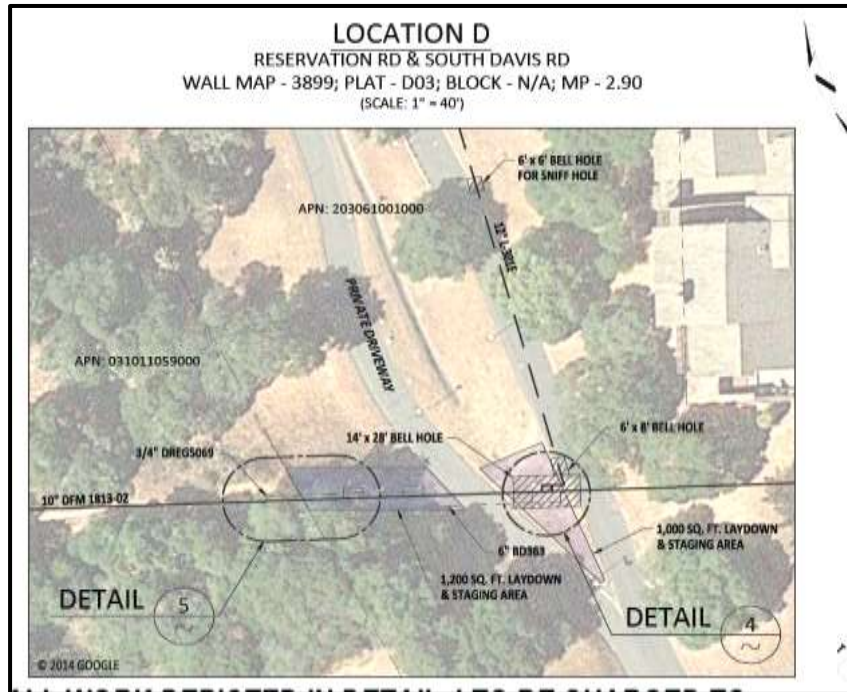 LOCATION D
RESERVATION RD & SOUTH DAVIS RD
WALL MAP - 3899; PLAT - D03; BLOCK - N/A; MP - 2.90
(SCALE: 1" = 40')
6' x 6' BELL HOLE
FOR SNIFF HOLE
APN: 203061001000
12" L-301E
PRIVATE DRIVEWAY
APN: 031011059000
14' x 28' BELL HOLE
6' x 8' BELL HOLE
3/4" DREG5069
10" DFM 1813-02
1,000 SQ. FT. LAYDOWN
& STAGING AREA
6" BD363
1,200 SQ. FT. LAYDOWN
& STAGING AREA
DETAIL 5
DETAIL 4
© 2014 GOOGLE